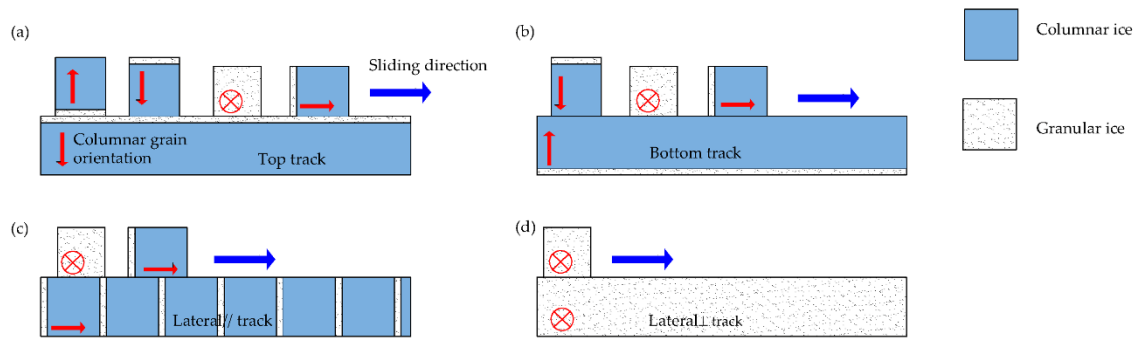 (a)
Sliding direction
Columnar grain
orientation
Top track
(b)
Bottom track
Columnar ice
Granular ice
(c)
Lateral// track
(d)
Lateral⊥ track